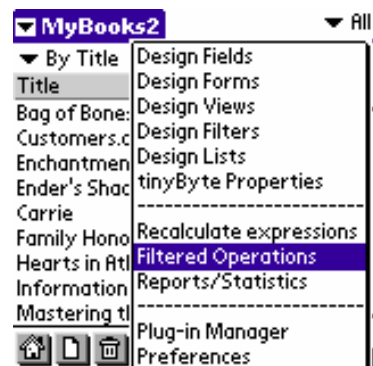 MyBooks2 All
By Title
Title
Bag of Bone:
Customers.c
Enchantmen
Ender's Shac
Carrie
Family Hono
Hearts in Atl
Information
Mastering tl
Design Fields
Design Forms
Design Views
Design Filters
Design Lists
tinyByte Properties
--------------------
Recalculate expressions
Filtered Operations
Reports/Statistics
--------------------
Plug-in Manager
Preferences